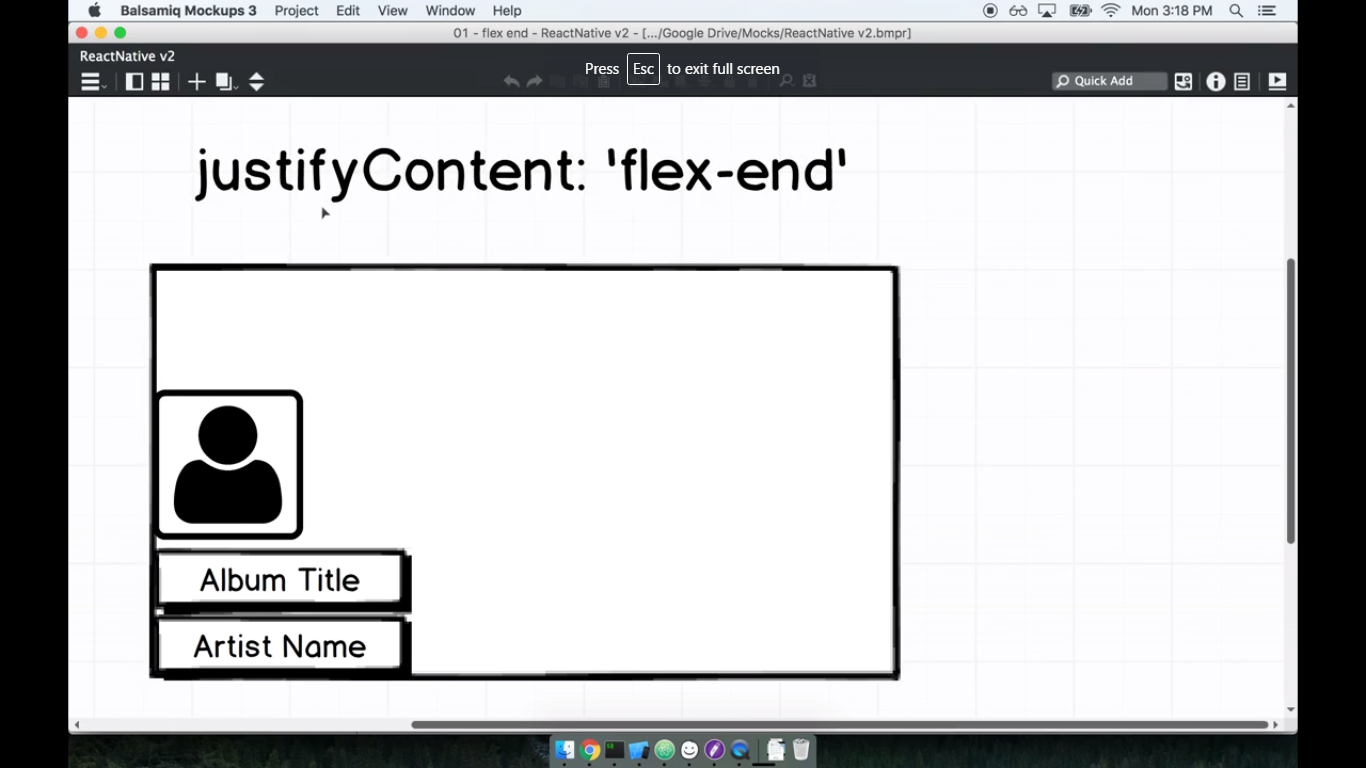 Balsamiq Mockups 3 Project Edit View Window Help Mon 3:18 PM
01 - flex end - ReactNative v2 - [.../Google Drive/Mocks/ReactNative v2.bmpr]
ReactNative v2
Press Esc to exit full screen
Quick Add
justifyContent: 'flex-end'
Album Title
Artist Name